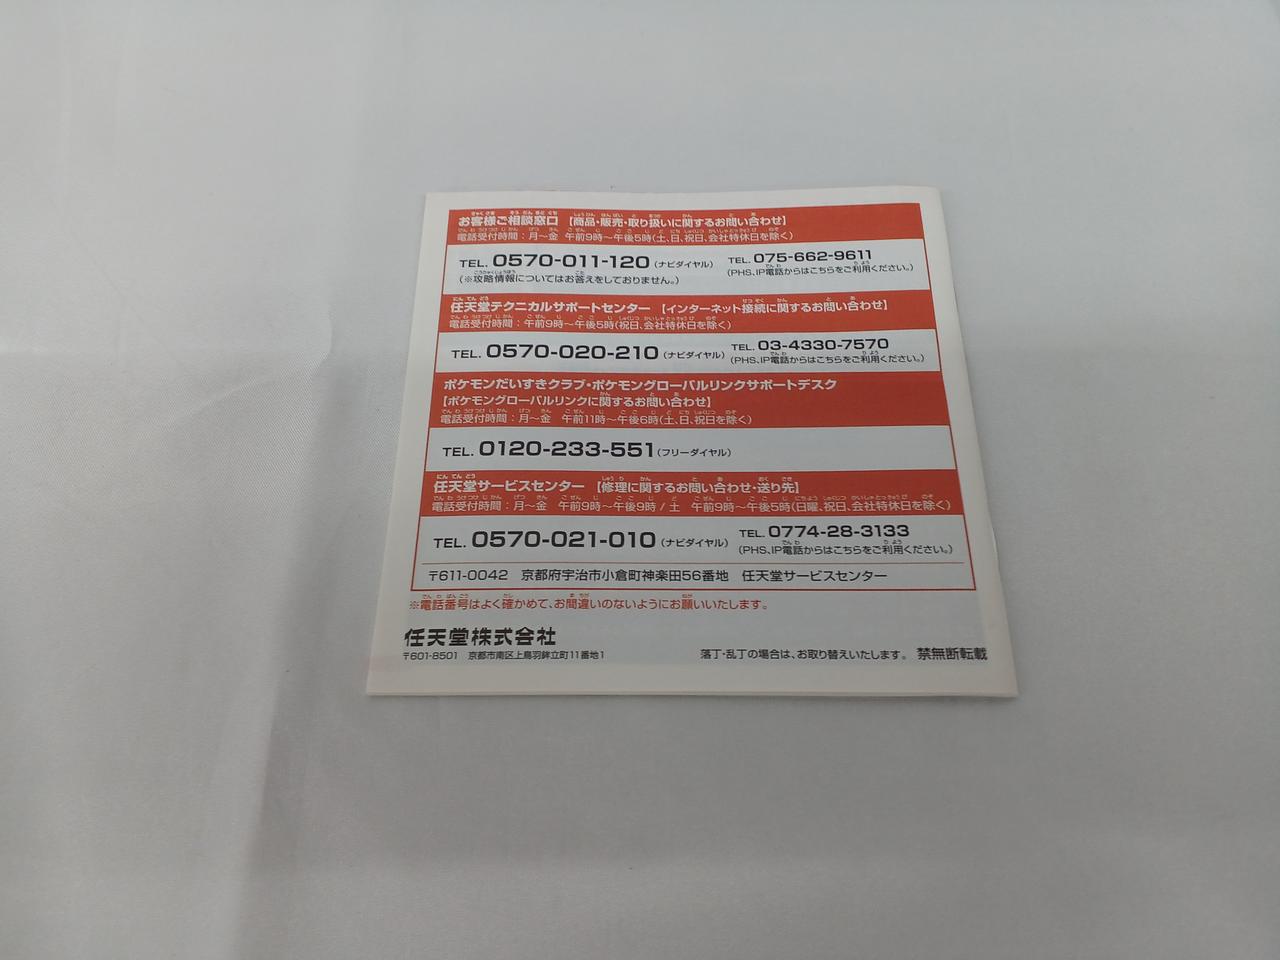 お客様ご相談窓口 【商品・販売・取り扱いに関するお問い合わせ】
電話受付時間：月～金 午前9時～午後5時(土、日、祝日、会社特休日を除く)
TEL. 0570-011-120 (ナビダイヤル) TEL. 075-662-9611
(※攻略情報についてはお答えをしておりません。) (PHS、IP電話からはこちらをご利用ください。)
任天堂テクニカルサポートセンター 【インターネット接続に関するお問い合わせ】
電話受付時間：午前9時～午後5時(祝日、会社特休日を除く)
TEL. 0570-020-210 (ナビダイヤル) TEL. 03-4330-7570
(PHS、IP電話からはこちらをご利用ください。)
ポケモンだいすきクラブ・ポケモングローバルリンクサポートデスク
【ポケモングローバルリンクに関するお問い合わせ】
電話受付時間：月～金 午前11時～午後6時(土、日、祝日を除く)
TEL. 0120-233-551 (フリーダイヤル)
任天堂サービスセンター 【修理に関するお問い合わせ・送り先】
電話受付時間：月～金 午前9時～午後9時 / 土 午前9時～午後5時(日曜、祝日、会社特休日を除く)
TEL. 0570-021-010 (ナビダイヤル) TEL. 0774-28-3133
(PHS、IP電話からはこちらをご利用ください。)
〒611-0042 京都府宇治市小倉町神楽田56番地 任天堂サービスセンター
※電話番号はよく確かめて、お間違いのないようにお願いいたします。
任天堂株式会社
〒601-8501 京都市南区上鳥羽鉾立町11番地1 落丁・乱丁の場合は、お取り替えいたします。 禁無断転載